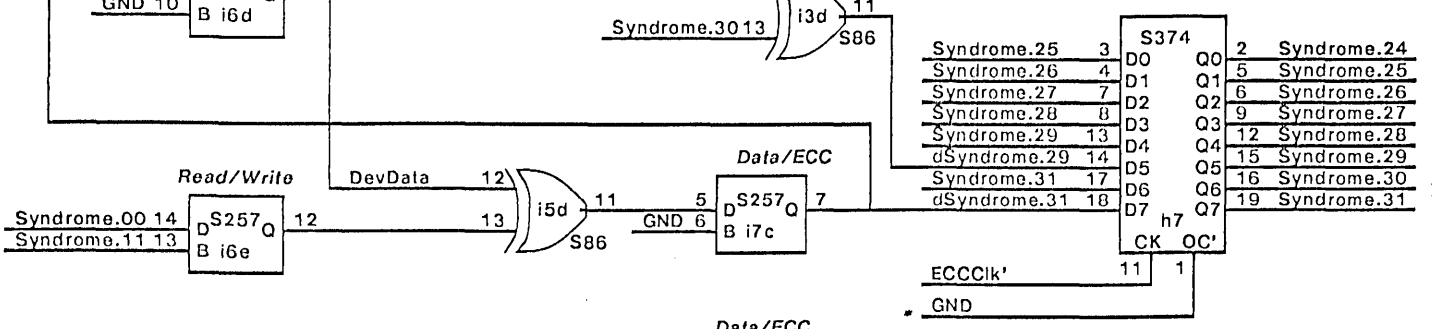 GND 10
B i6d
Syndrome.30 13
i3d
11
S86
S374
Syndrome.25 3 D0 Q0 2 Syndrome.24
Syndrome.26 4 D1 Q1 5 Syndrome.25
Syndrome.27 7 D2 Q2 6 Syndrome.26
Syndrome.28 8 D3 Q3 9 Syndrome.27
Syndrome.29 13 D4 Q4 12 Syndrome.28
dSyndrome.29 14 D5 Q5 15 Syndrome.29
Syndrome.31 17 D6 Q6 16 Syndrome.30
dSyndrome.31 18 D7 Q7 19 Syndrome.31
h7
CK OC'
11 1
ECCClk'
* GND
Read/Write
Syndrome.00 14 D S257 Q 12
Syndrome.11 13 B i6e
DevData 12
13
i5d
11
S86
Data/ECC
5 D S257 Q 7
GND 6 B i7c
Data/ECC